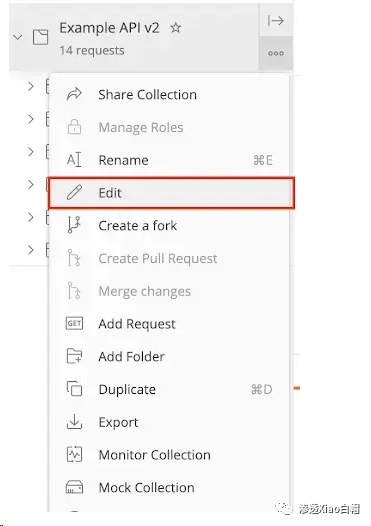 Example API v2
14 requests
Share Collection
Manage Roles
Rename ⌘E
Edit
Create a fork
Create Pull Request
Merge changes
GET Add Request
Add Folder
Duplicate ⌘D
Export
Monitor Collection
Mock Collection
渗透Xiao白帽